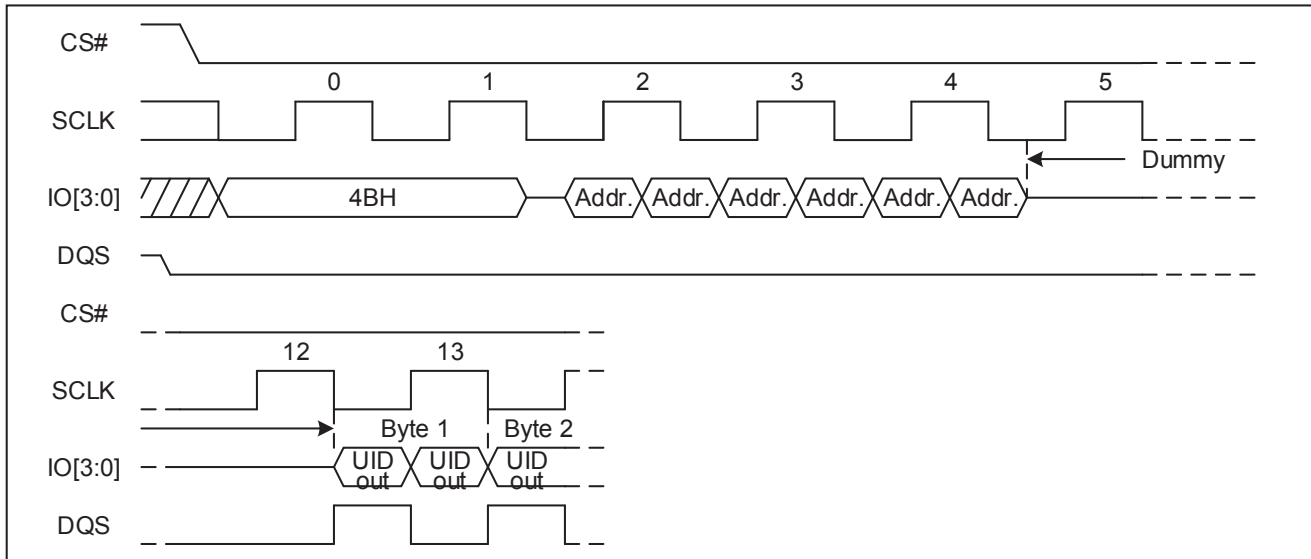 CS#
0 1 2 3 4 5
SCLK
Dummy
IO[3:0] 4BH Addr. Addr. Addr. Addr. Addr. Addr.
DQS
CS#
12 13
SCLK
Byte 1 Byte 2
IO[3:0] UID out UID out UID out
DQS